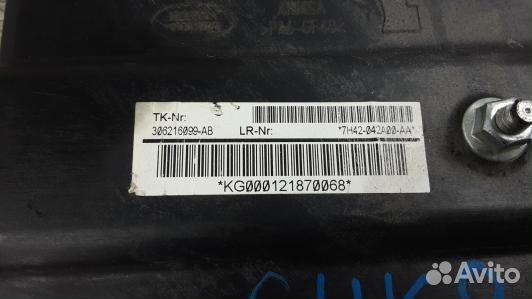 TK-Nr:
306216099-AB LR-Nr: *7H42-042A00-AA*
*KG000121870068*
Avito